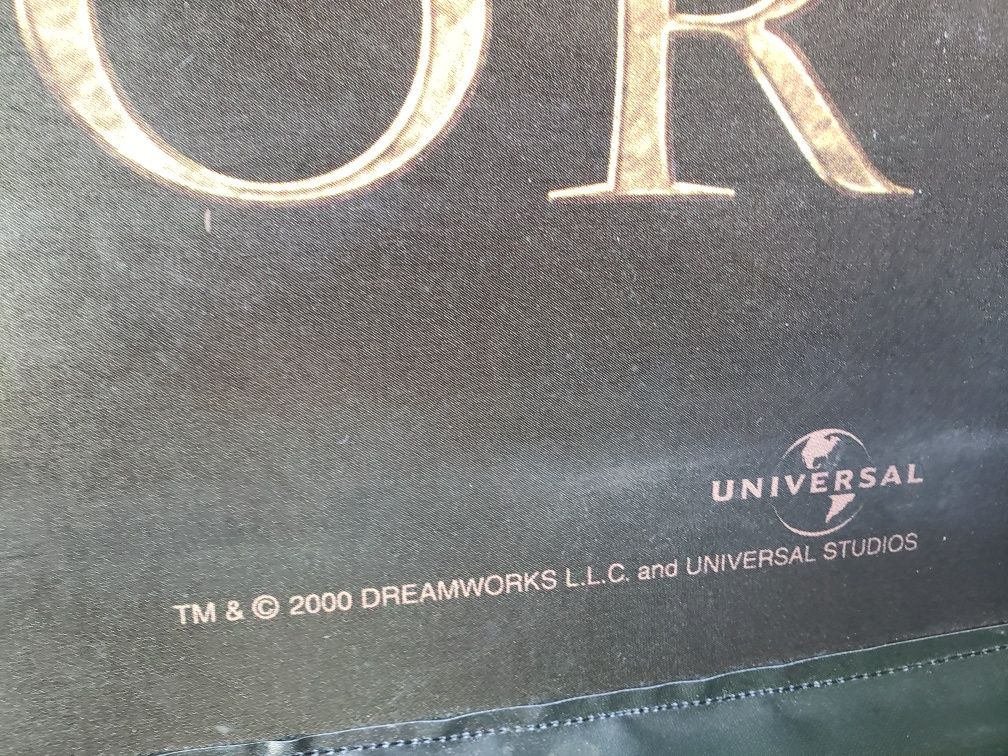 OR
UNIVERSAL
TM & © 2000 DREAMWORKS L.L.C. and UNIVERSAL STUDIOS